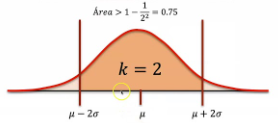 Área > 1 − 1/2² = 0.75
k = 2
μ − 2σ μ μ + 2σ